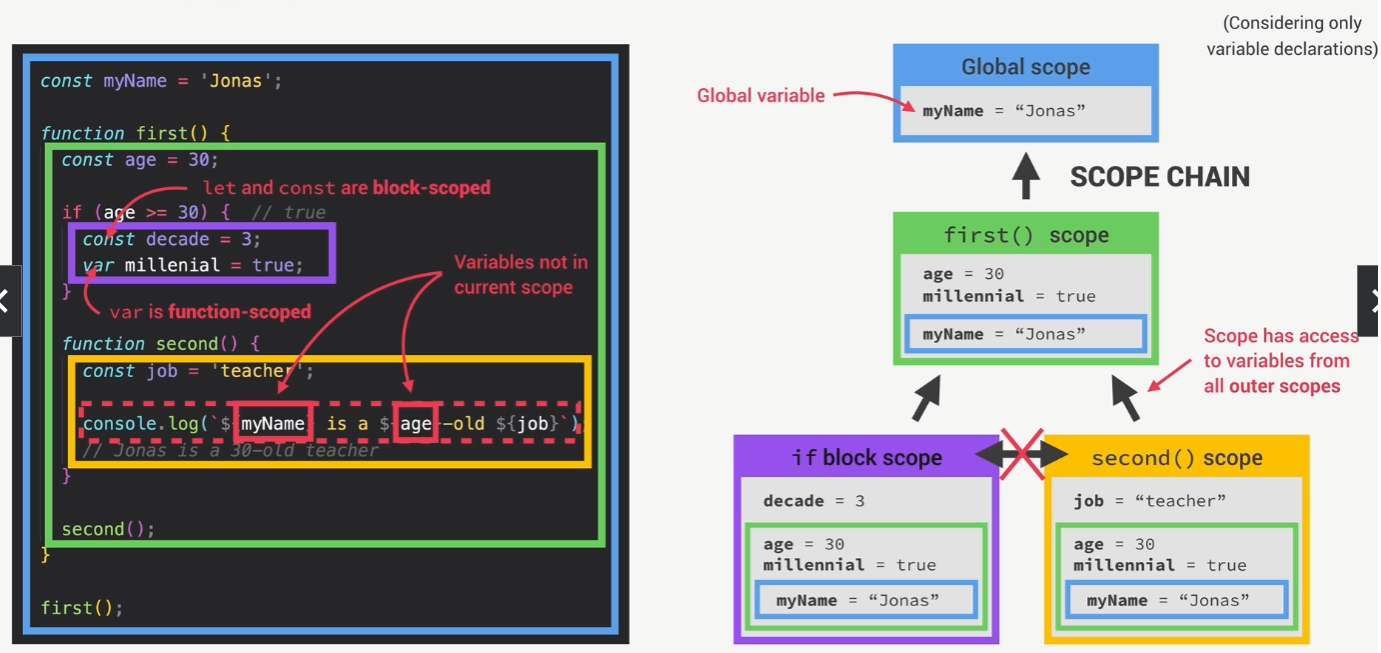 const myName = 'Jonas';
function first() {
const age = 30;
let and const are block-scoped
if (age >= 30) { // true
const decade = 3;
var millenial = true;
}
var is function-scoped
Variables not in
current scope
function second() {
const job = 'teacher';
console.log(`${myName} is a ${age}-old ${job}`)
// Jonas is a 30-old teacher
}
second();
}
first();
(Considering only
variable declarations)
Global scope
Global variable
myName = “Jonas”
SCOPE CHAIN
first() scope
age = 30
millennial = true
myName = “Jonas”
Scope has access
to variables from
all outer scopes
if block scope
decade = 3
age = 30
millennial = true
myName = “Jonas”
second() scope
job = “teacher”
age = 30
millennial = true
myName = “Jonas”